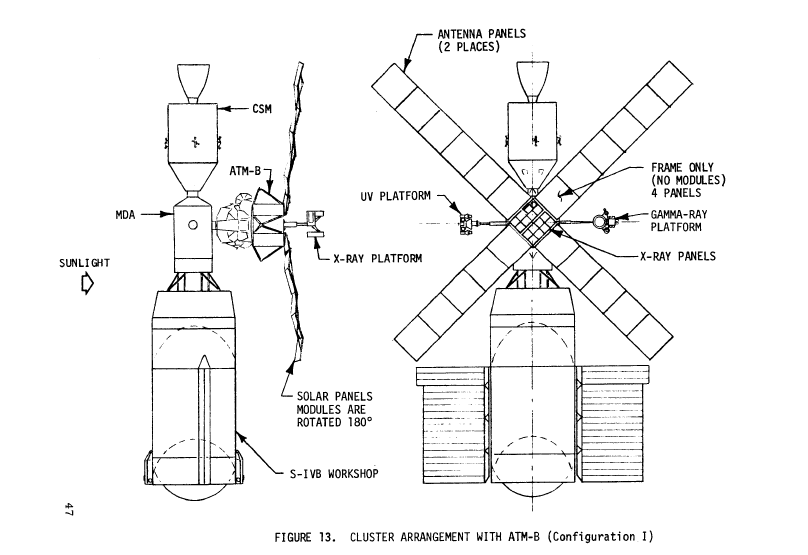 ANTENNA PANELS
(2 PLACES)
CSM
ATM-B
FRAME ONLY
(NO MODULES)
4 PANELS
UV PLATFORM
MDA
GAMMA-RAY
PLATFORM
X-RAY PLATFORM
X-RAY PANELS
SUNLIGHT
SOLAR PANELS
MODULES ARE
ROTATED 180°
S-IVB WORKSHOP
47
FIGURE 13. CLUSTER ARRANGEMENT WITH ATM-B (Configuration I)